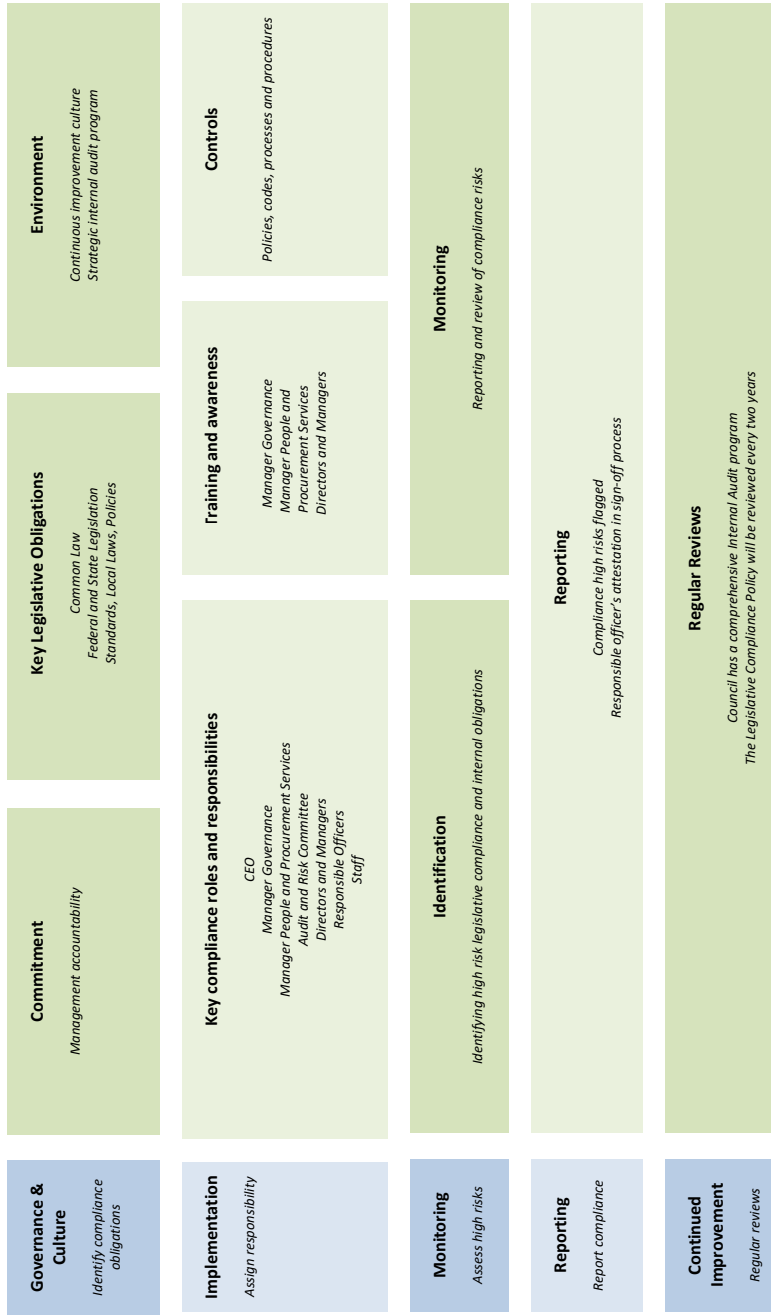 Governance &
Culture
Identify compliance
obligations
Commitment
Management accountability
Key Legislative Obligations
Common Law
Federal and State Legislation
Standards, Local Laws, Policies
Environment
Continuous improvement culture
Strategic internal audit program
Implementation
Assign responsibility
Key compliance roles and responsibilities
CEO
Manager Governance
Manager People and Procurement Services
Audit and Risk Committee
Directors and Managers
Responsible Officers
Staff
Training and awareness
Manager Governance
Manager People and
Procurement Services
Directors and Managers
Controls
Policies, codes, processes and procedures
Monitoring
Assess high risks
Identification
Identifying high risk legislative compliance and internal obligations
Monitoring
Reporting and review of compliance risks
Reporting
Report compliance
Reporting
Compliance high risks flagged
Responsible officer's attestation in sign-off process
Continued
Improvement
Regular reviews
Regular Reviews
Council has a comprehensive Internal Audit program
The Legislative Compliance Policy will be reviewed every two years